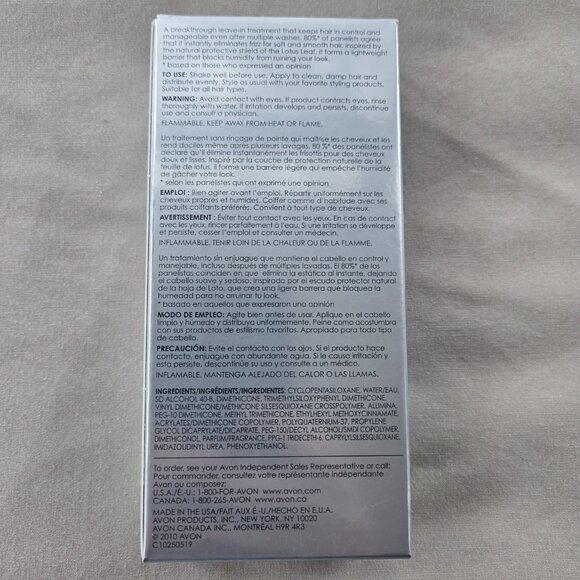 A breakthrough leave-in treatment that keeps hair in control and
manageable even after multiple washes. 80%* of panelists agree
that it instantly eliminates frizz for soft and smooth hair. Inspired by
the natural protective shield of the Lotus Leaf, it forms a lightweight
barrier that blocks humidity from ruining your look.
* based on those who expressed an opinion
TO USE: Shake well before use. Apply to clean, damp hair and
distribute evenly. Style as usual with your favorite styling products.
Suitable for all hair types.
WARNING: Avoid contact with eyes. If product contacts eyes, rinse
thoroughly with water. If irritation develops and persists, discontinue
use and consult a physician.
FLAMMABLE. KEEP AWAY FROM HEAT OR FLAME.
Un traitement sans rinçage de pointe qui maîtrise les cheveux et les
rend dociles même après plusieurs lavages. 80 %* des panélistes ont
déclaré qu'il élimine instantanément les frisottis pour des cheveux
doux et lisses. Inspiré par la couche de protection naturelle de la
feuille de lotus, il forme une barrière légère qui empêche l'humidité
de gâcher votre look.
* selon les panélistes qui ont exprimé une opinion
EMPLOI : Bien agiter avant l'emploi. Répartir uniformément sur les
cheveux propres et humides. Coiffer comme d'habitude avec ses
produits coiffants préférés. Convient à tout type de cheveux.
AVERTISSEMENT : Éviter tout contact avec les yeux. En cas de contact
avec les yeux, rincer parfaitement à l'eau. Si une irritation se développe
et persiste, cesser l'emploi et consulter un médecin.
INFLAMMABLE. TENIR LOIN DE LA CHALEUR OU DE LA FLAMME.
Un tratamiento sin enjuague que mantiene el cabello en control y
manejable, incluso después de múltiples lavadas. El 80%* de los
panelistas coinciden en que elimina la estática al instante, dejando
el cabello suave y sedoso. Inspirado por el escudo protector natural
de la hoja de Loto, que crea una ligera barrera que bloquea la
humedad para no arruinar tu look.
* basado en aquellos que expresaron una opinión
MODO DE EMPLEO: Agite bien antes de usar. Aplique en el cabello
limpio y húmedo y distribuya uniformemente. Peine como acostumbra
con sus productos de estilismo favoritos. Apropiado para todo tipo
de cabello.
PRECAUCIÓN: Evite el contacto con los ojos. Si el producto hace
contacto, enjuague con abundante agua. Si le causa irritación y
esta persiste, descontinúe su uso y consulte a un médico.
INFLAMABLE. MANTENGA ALEJADO DEL CALOR O LAS LLAMAS.
INGREDIENTS/INGRÉDIENTS/INGREDIENTES: CYCLOPENTASILOXANE, WATER/EAU,
SD ALCOHOL 40-B, DIMETHICONE, TRIMETHYLSILOXYPHENYL DIMETHICONE,
VINYL DIMETHICONE/METHICONE SILSESQUIOXANE CROSSPOLYMER, ALUMINA,
PEG-10 DIMETHICONE, METHYL TRIMETHICONE, ETHYLHEXYL METHOXYCINNAMATE,
ACRYLATES/DIMETHICONE COPOLYMER, POLYQUATERNIUM-37, PROPYLENE
GLYCOL DICAPRYLATE/DICAPRATE, PEG-150/DECYL ALCOHOL/SMDI COPOLYMER,
DIMETHICONOL, PARFUM/FRAGRANCE, PPG-1 TRIDECETH-6, CAPRYLYLSILSESQUIOXANE,
IMIDAZOLIDINYL UREA, PHENOXYETHANOL.
To order, see your Avon Independent Sales Representative or call:
Pour commander, consultez votre représentante indépendante
Avon ou composez:
U.S.A./É.-U.: 1-800-FOR-AVON www.avon.com
CANADA: 1-800-265-AVON www.avon.ca
MADE IN THE USA/FAIT AUX É.-U./HECHO EN E.U.A.
AVON PRODUCTS, INC., NEW YORK, NY 10020
AVON CANADA INC., MONTRÉAL H9R 4R3
© 2010 AVON
C10250519